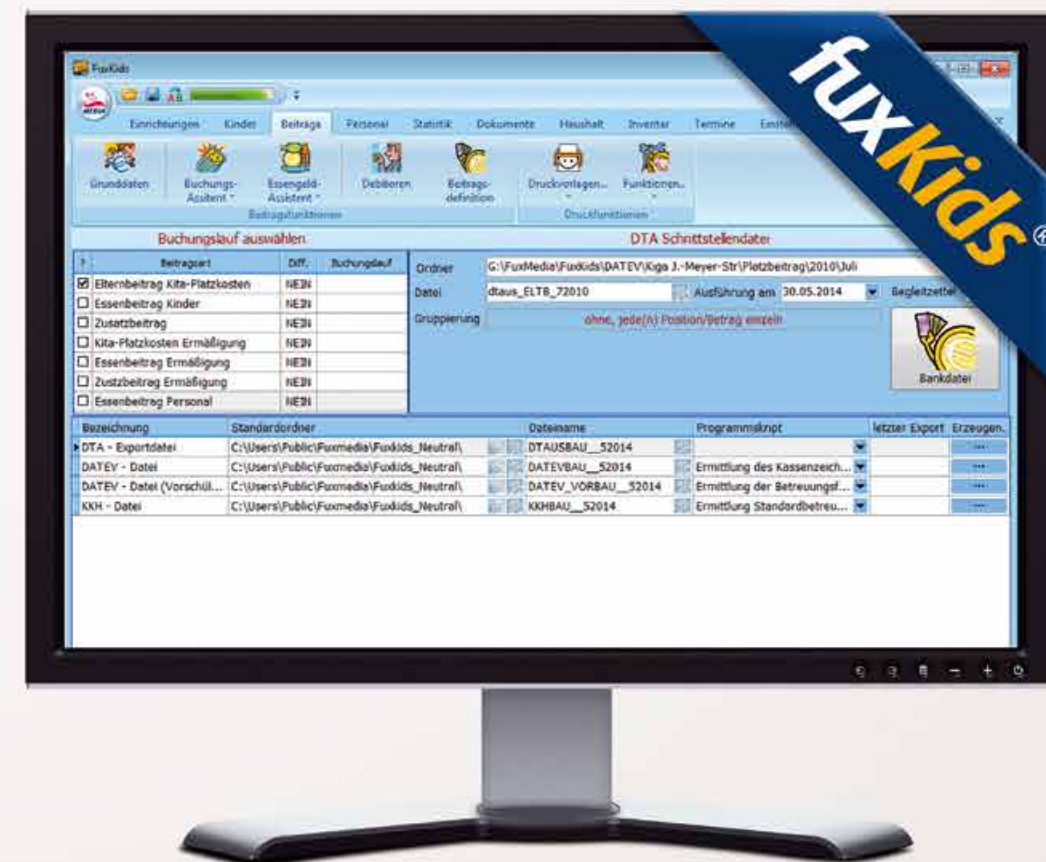 fuxKids®
FuxKids
MEDIA
Einrichtungen Kinder Beiträge Personal Statistik Dokumente Haushalt Inventar Termine
Grunddaten Buchungs-Assitent Essengeld-Assistent Debitoren Beitrags-definition Druckvorlagen... Funktionen..
Beitragsfunktionen Druckfunktionen
Buchungslauf auswählen DTA Schnittstellendatei
? Beitragsart Diff. Buchungslauf
Elternbeitrag Kita-Platzkosten NEIN
Essenbeitrag Kinder NEIN
Zusatzbeitrag NEIN
Kita-Platzkosten Ermäßigung NEIN
Essenbeitrag Ermäßigung NEIN
Zustzbeitrag Ermäßigung NEIN
Essenbeitrag Personal NEIN
Ordner G:\FuxMedia\FuxKids\DATEV\Kiga J.-Meyer-Str\Platzbeitrag\2010\Juli
Datei dtaus_ELTB_72010 Ausführung am 30.05.2014 Begleitzettel
Gruppierung ohne, jede(n) Position/Betrag einzeln
Bankdatei
Bezeichnung Standardordner Dateiname Programmskript letzter Export Erzeugen.
DTA - Exportdatei C:\Users\Public\Fuxmedia\Fuxkids_Neutral\ DTAUSBAU__52014 ...
DATEV - Datei C:\Users\Public\Fuxmedia\Fuxkids_Neutral\ DATEVBAU__52014 Ermittlung des Kassenzeich... ...
DATEV - Datei (Vorschül... C:\Users\Public\Fuxmedia\Fuxkids_Neutral\ DATEV_VORBAU__52014 Ermittlung der Betreuungsf... ...
KKH - Datei C:\Users\Public\Fuxmedia\Fuxkids_Neutral\ KKHBAU__52014 Ermittlung Standardbetreu... ...